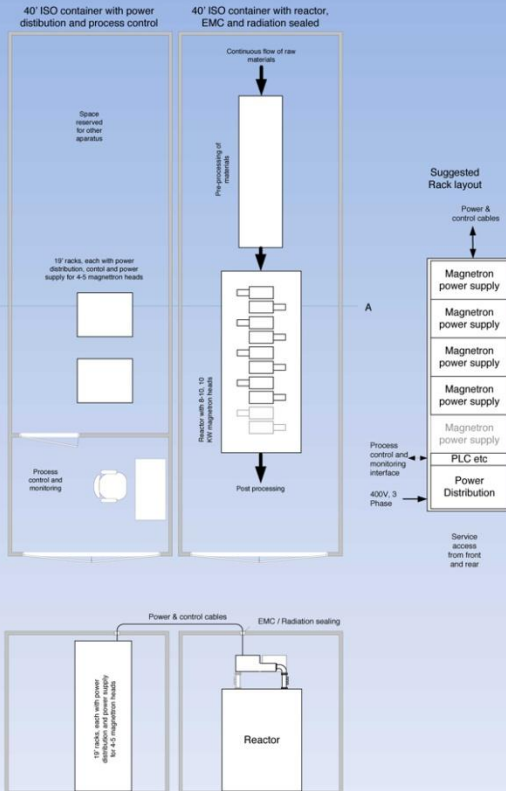 40' ISO container with power
distibution and process control
40' ISO container with reactor,
EMC and radiation sealed
Continuous flow of raw
materials
Space
reserved
for other
apparatus
Pre-processing of
materials
19' racks, each with power
distribution, contol and power
supply for 4-5 magnettron heads
A
Reactor with 8-10, 10
KW magnetron heads
Process
control and
monitoring
Post processing
Suggested
Rack layout
Power &
control cables
Magnetron
power supply
Magnetron
power supply
Magnetron
power supply
Magnetron
power supply
Magnetron
power supply
Process
control and
monitoring
interface
PLC etc
400V, 3
Phase
Power
Distribution
Service
access
from front
and rear
Power & control cables
EMC / Radiation sealing
19' racks, each with power
distribution and power supply
for 4-5 magnettron heads
Reactor